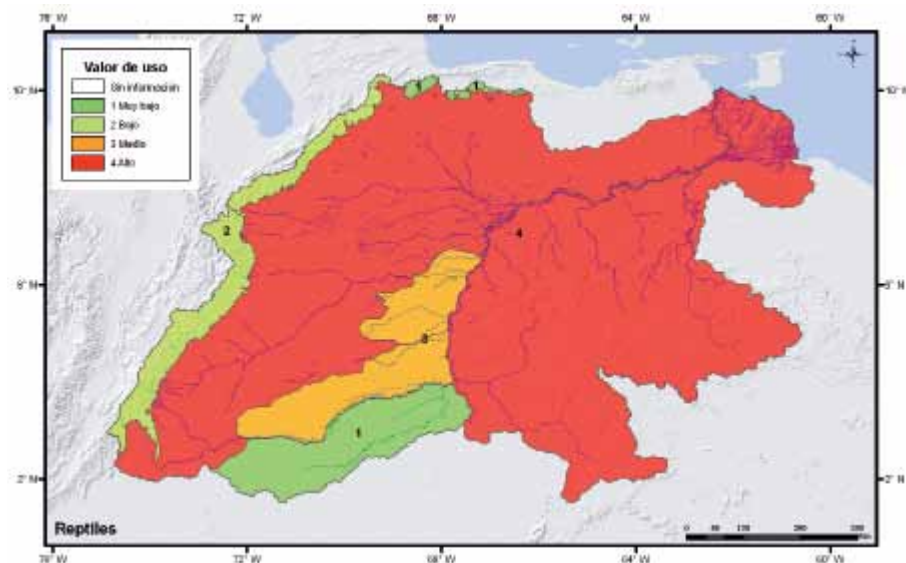 76° W 72° W 68° W 64° W 60° W
Valor de uso
Sin información
1 Muy bajo
2 Bajo
3 Medio
4 Alto
10° N
10° N
1
1
2
4
6° N
6° N
3
1
2° N
2° N
Reptiles
76° W 72° W 68° W 64° W 60° W